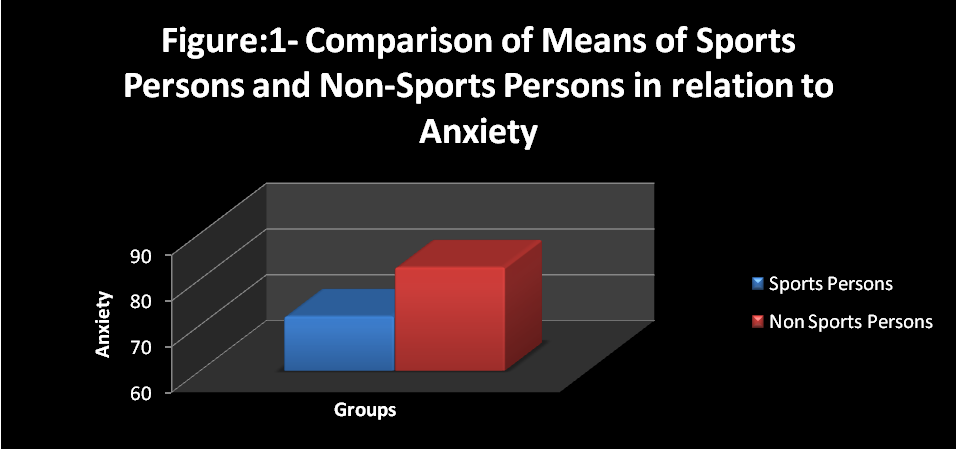 Figure:1- Comparison of Means of Sports
Persons and Non-Sports Persons in relation to
Anxiety
90
80
70
60
Anxiety
Groups
Sports Persons
Non Sports Persons